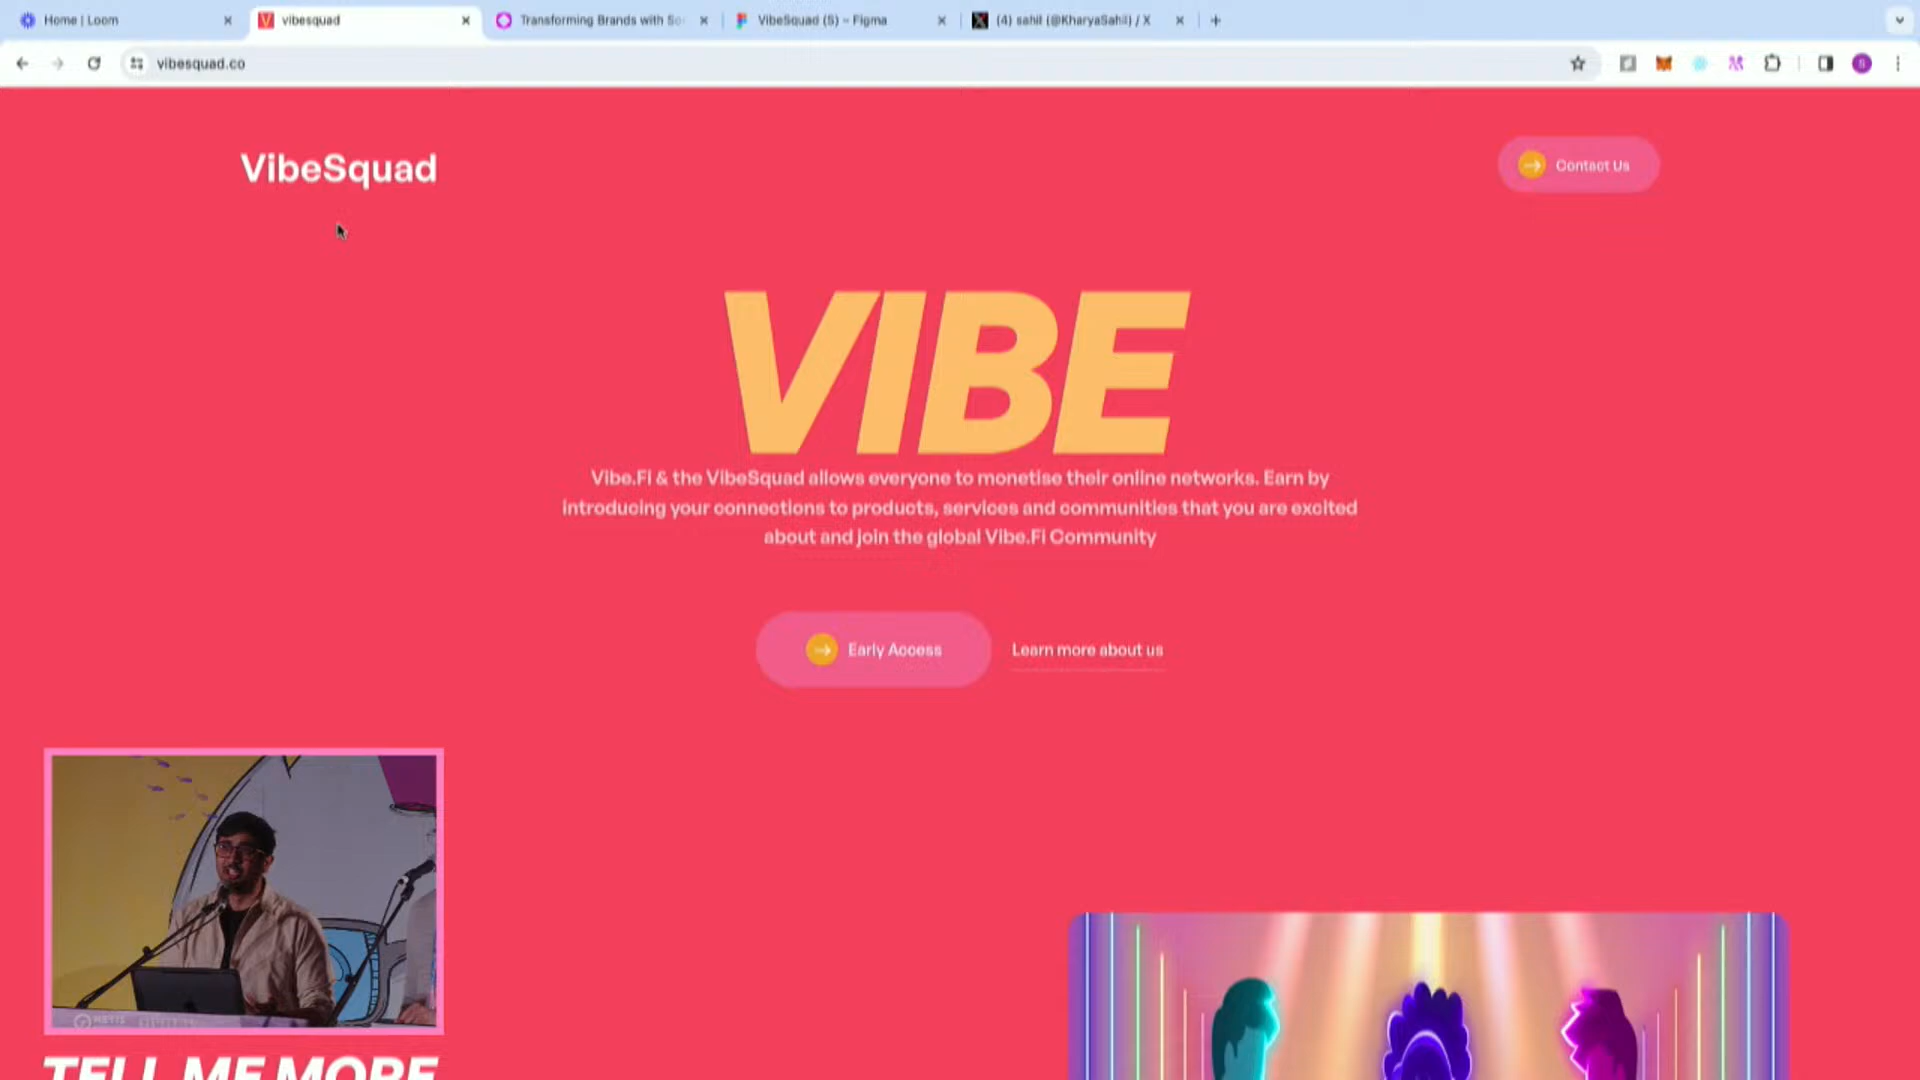 Home | Loom
vibesquad
Transforming Brands with So
VibeSquad (S) – Figma
(4) sahil (@KharyaSahil) / X
vibesquad.co
VibeSquad
Contact Us
VIBE
Vibe.Fi & the VibeSquad allows everyone to monetise their online networks. Earn by
introducing your connections to products, services and communities that you are excited
about and join the global Vibe.Fi Community
Early Access
Learn more about us
TELL ME MORE